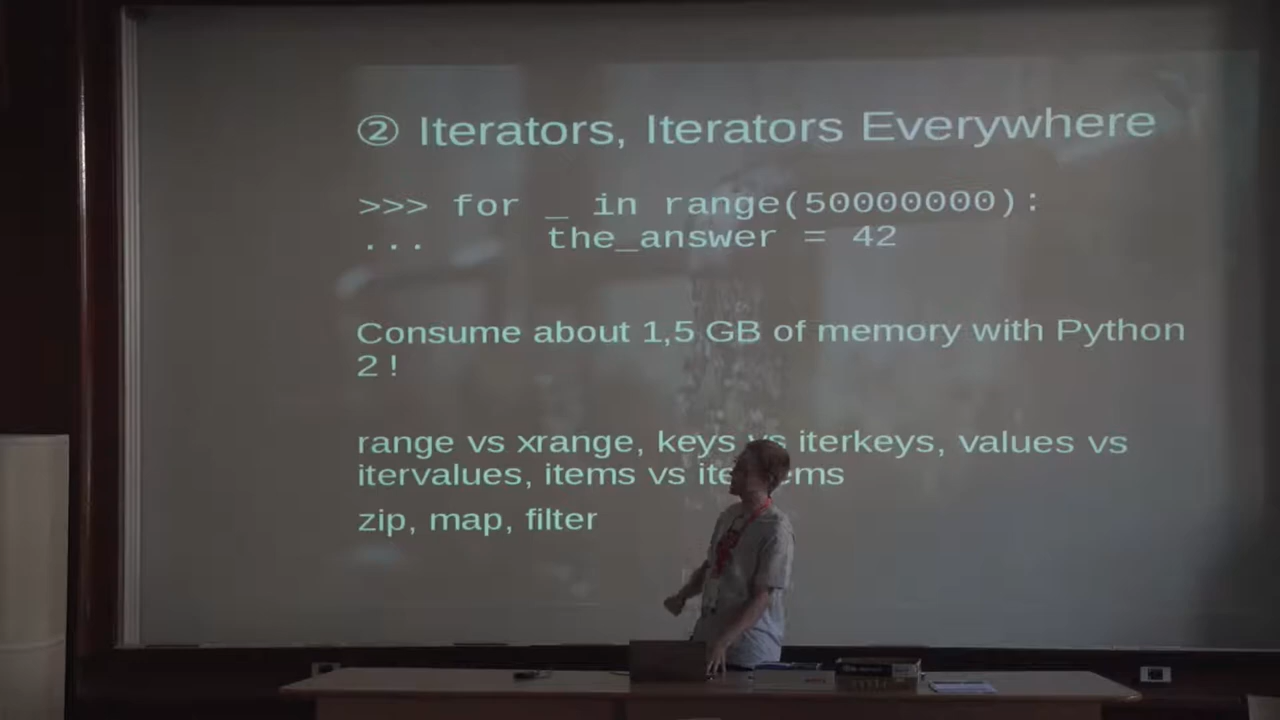 ② Iterators, Iterators Everywhere
>>> for _ in range(50000000):
... the_answer = 42
Consume about 1,5 GB of memory with Python
2 !
range vs xrange, keys vs iterkeys, values vs
itervalues, items vs iteritems
zip, map, filter